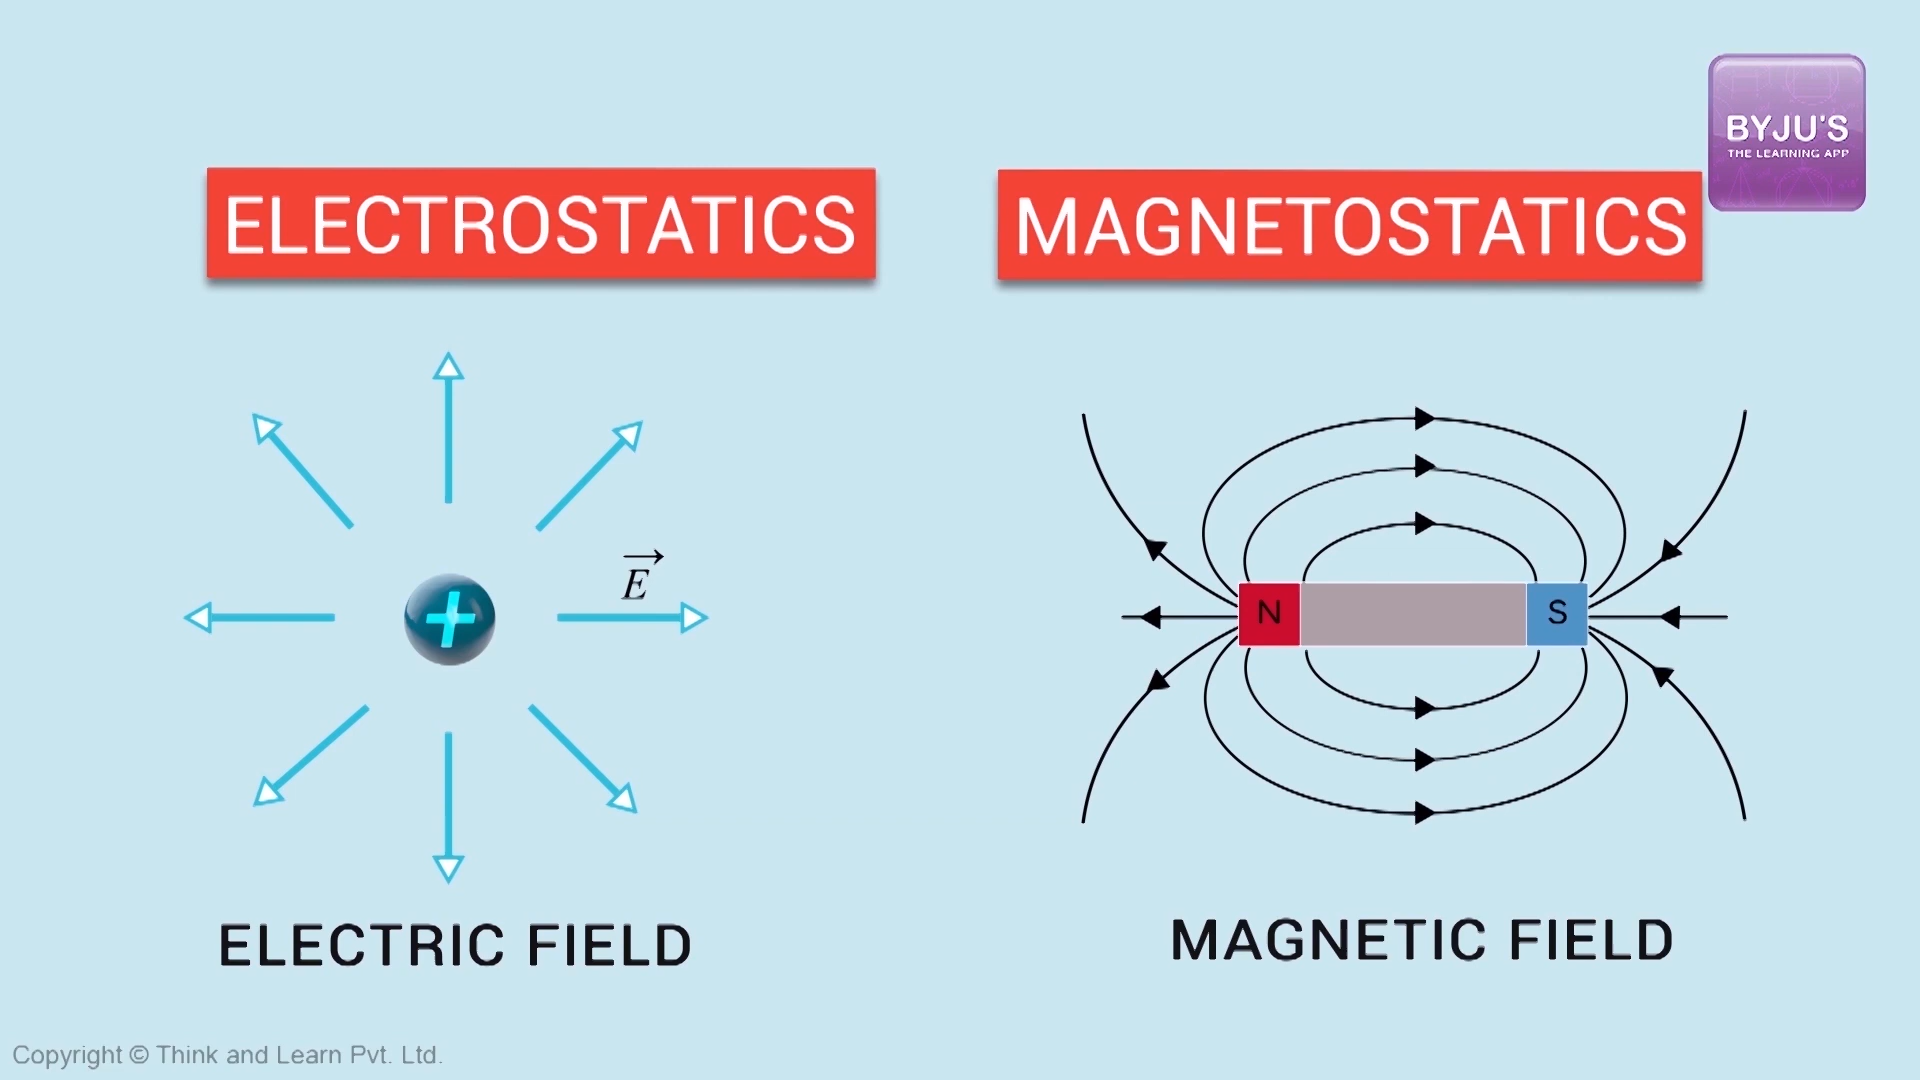 BYJU'S
THE LEARNING APP
ELECTROSTATICS
MAGNETOSTATICS
E
N
S
ELECTRIC FIELD
MAGNETIC FIELD
Copyright © Think and Learn Pvt. Ltd.